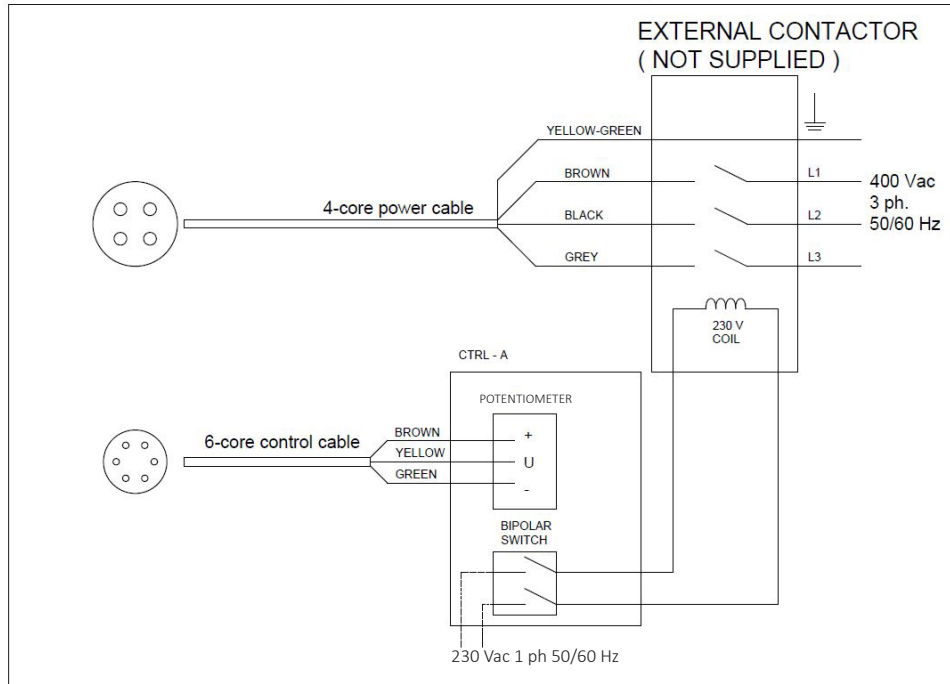 EXTERNAL CONTACTOR
( NOT SUPPLIED )
YELLOW-GREEN
BROWN
L1
400 Vac
3 ph.
50/60 Hz
4-core power cable
BLACK
L2
GREY
L3
230 V
COIL
CTRL - A
POTENTIOMETER
6-core control cable
BROWN
+
YELLOW
U
GREEN
-
BIPOLAR
SWITCH
230 Vac 1 ph 50/60 Hz